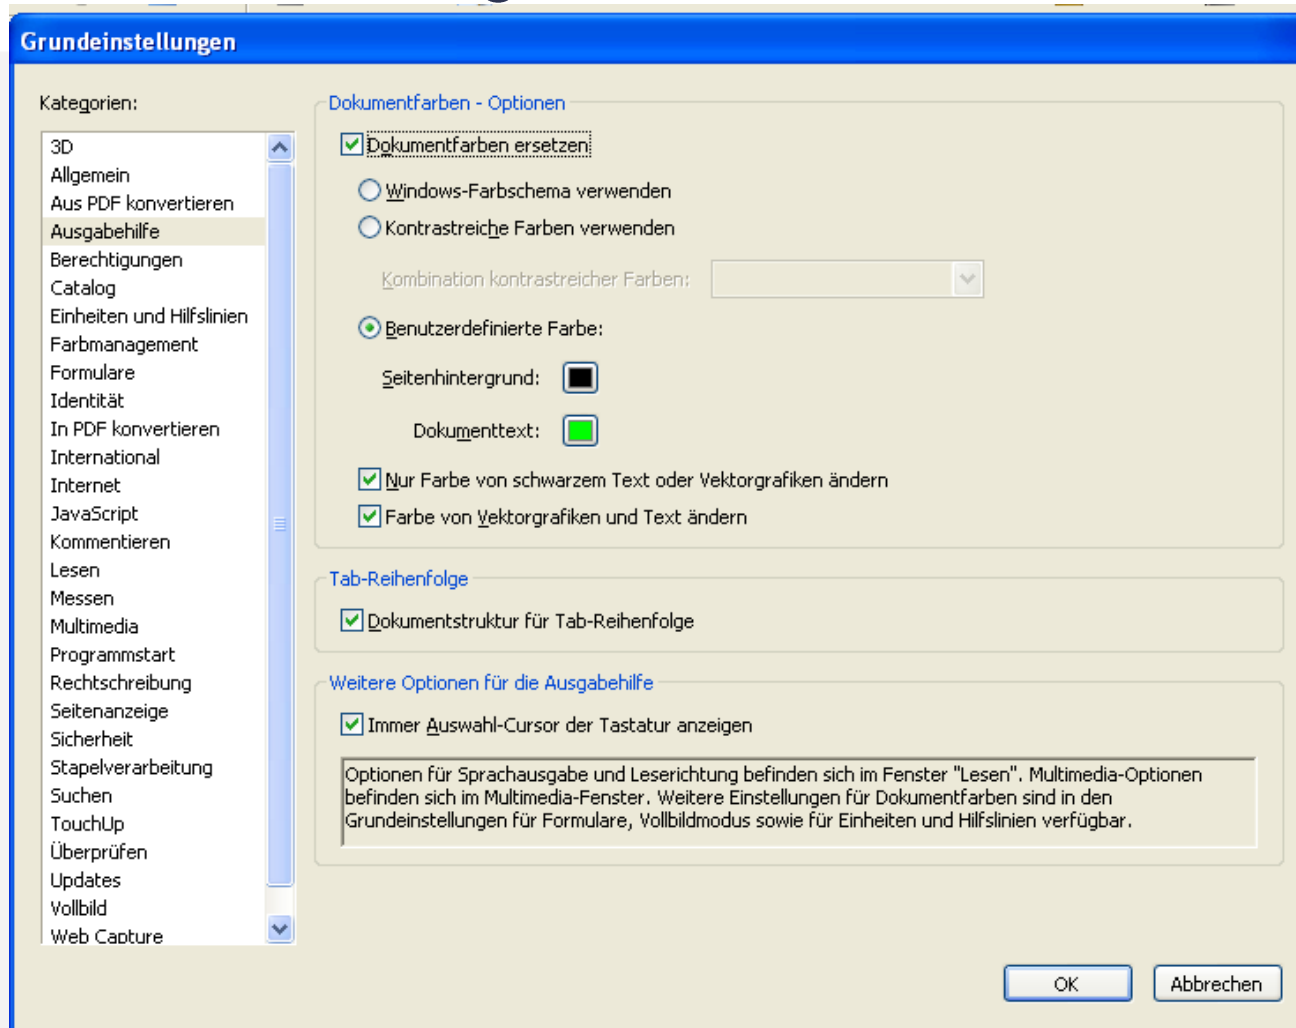 Grundeinstellungen
Kategorien:
3D
Allgemein
Aus PDF konvertieren
Ausgabehilfe
Berechtigungen
Catalog
Einheiten und Hilfslinien
Farbmanagement
Formulare
Identität
In PDF konvertieren
International
Internet
JavaScript
Kommentieren
Lesen
Messen
Multimedia
Programmstart
Rechtschreibung
Seitenanzeige
Sicherheit
Stapelverarbeitung
Suchen
TouchUp
Überprüfen
Updates
Vollbild
Web Capture
Dokumentfarben - Optionen
Dokumentfarben ersetzen
Windows-Farbschema verwenden
Kontrastreiche Farben verwenden
Kombination kontrastreicher Farben:
Benutzerdefinierte Farbe:
Seitenhintergrund:
Dokumenttext:
Nur Farbe von schwarzem Text oder Vektorgrafiken ändern
Farbe von Vektorgrafiken und Text ändern
Tab-Reihenfolge
Dokumentstruktur für Tab-Reihenfolge
Weitere Optionen für die Ausgabehilfe
Immer Auswahl-Cursor der Tastatur anzeigen
Optionen für Sprachausgabe und Leserichtung befinden sich im Fenster "Lesen". Multimedia-Optionen
befinden sich im Multimedia-Fenster. Weitere Einstellungen für Dokumentfarben sind in den
Grundeinstellungen für Formulare, Vollbildmodus sowie für Einheiten und Hilfslinien verfügbar.
OK
Abbrechen